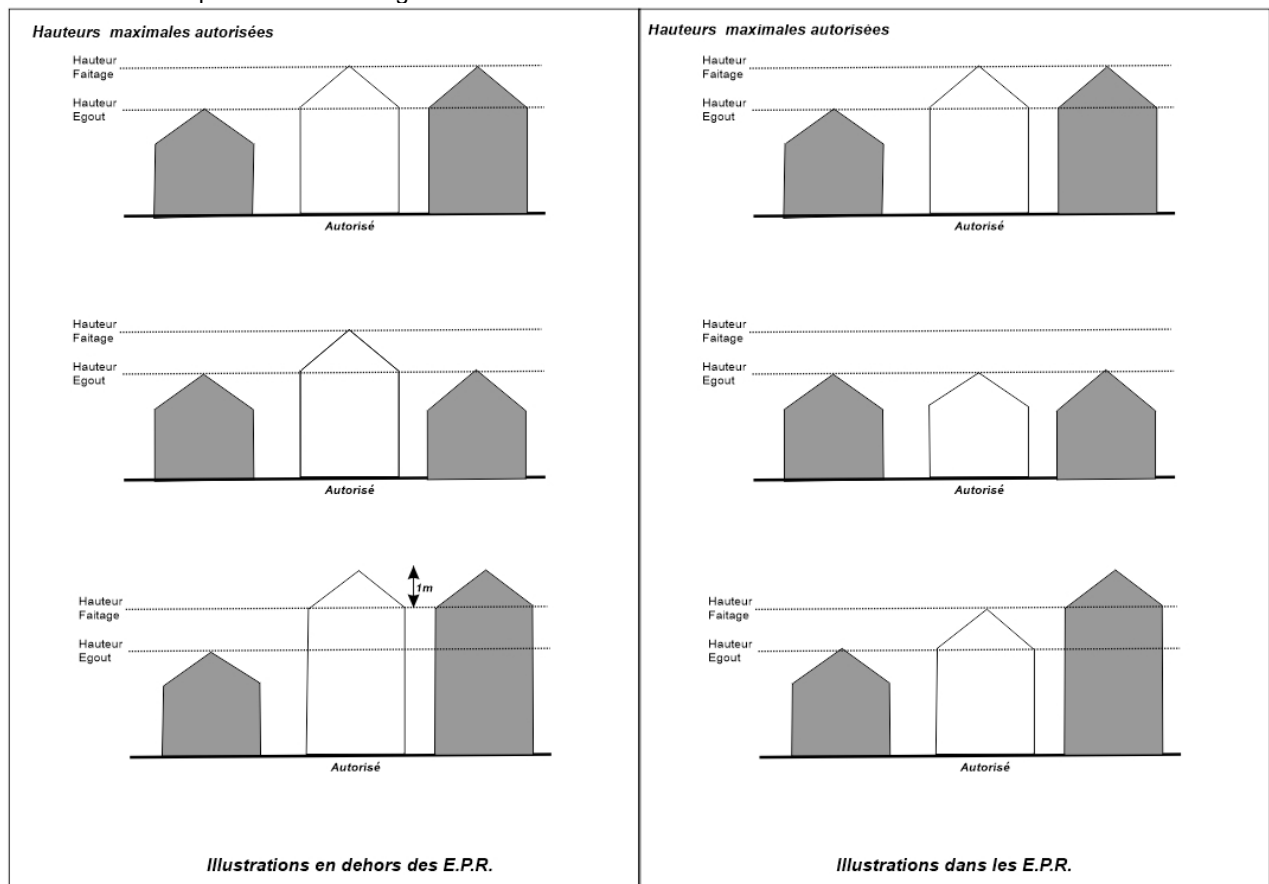 Hauteurs maximales autorisées
Hauteur
Faitage
Hauteur
Egout
Autorisé
Hauteur
Faitage
Hauteur
Egout
Autorisé
1m
Hauteur
Faitage
Hauteur
Egout
Autorisé
Illustrations en dehors des E.P.R.
Hauteurs maximales autorisées
Hauteur
Faitage
Hauteur
Egout
Autorisé
Hauteur
Faitage
Hauteur
Egout
Autorisé
Hauteur
Faitage
Hauteur
Egout
Autorisé
Illustrations dans les E.P.R.